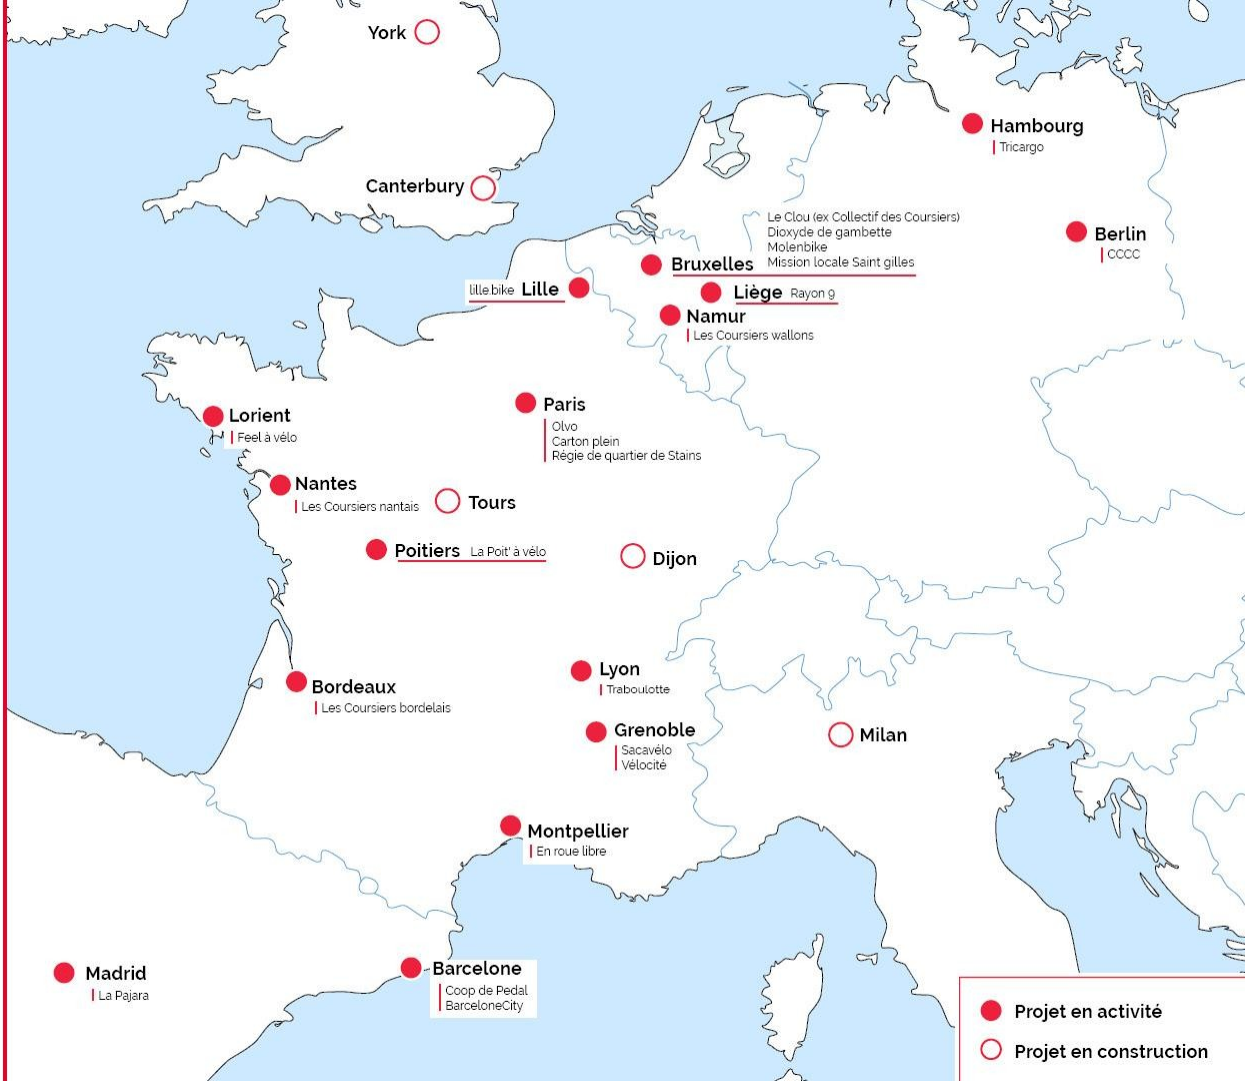 York
Canterbury
Hambourg
Tricargo
Berlin
CCCC
Le Clou (ex Collectif des Coursiers)
Dioxyde de gambette
Molenbike
Bruxelles Mission locale Saint gilles
lille.bike Lille
Liège Rayon 9
Namur
Les Coursiers wallons
Paris
Olvo
Carton plein
Régie de quartier de Stains
Lorient
Feel à vélo
Nantes
Les Coursiers nantais
Tours
Poitiers La Poit' à vélo
Dijon
Lyon
Traboulotte
Bordeaux
Les Coursiers bordelais
Grenoble
Sacavélo
Vélocité
Milan
Montpellier
En roue libre
Madrid
La Pajara
Barcelone
Coop de Pedal
BarceloneCity
Projet en activité
Projet en construction